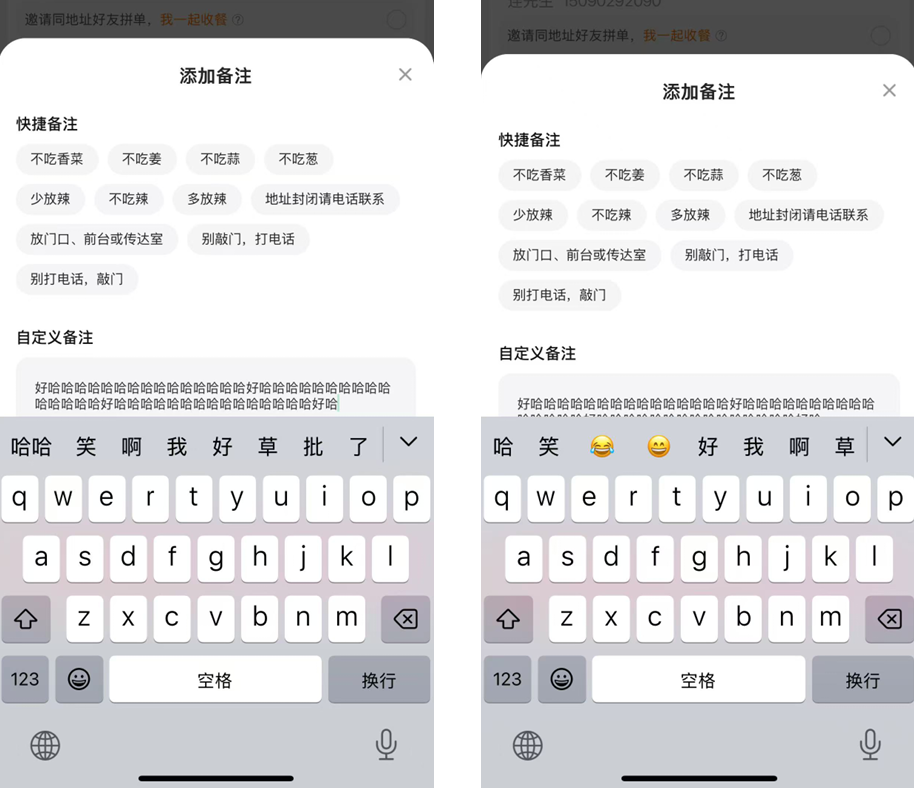 邀请同地址好友拼单，我一起收餐
添加备注
快捷备注
不吃香菜 不吃姜 不吃蒜 不吃葱
少放辣 不吃辣 多放辣 地址封闭请电话联系
放门口、前台或传达室 别敲门，打电话
别打电话，敲门
自定义备注
好哈哈哈哈哈哈哈哈哈哈哈哈哈哈哈好哈哈哈哈哈哈哈哈哈哈
哈哈哈哈哈好哈哈哈哈哈哈哈哈哈哈哈哈哈哈哈好哈
哈哈 笑 啊 我 好 草 批 了
q w e r t y u i o p
a s d f g h j k l
z x c v b n m
123 空格 换行
邀请同地址好友拼单，我一起收餐
添加备注
快捷备注
不吃香菜 不吃姜 不吃蒜 不吃葱
少放辣 不吃辣 多放辣 地址封闭请电话联系
放门口、前台或传达室 别敲门，打电话
别打电话，敲门
自定义备注
好哈哈哈哈哈哈哈哈哈哈哈哈哈哈哈好哈哈哈哈哈哈哈哈哈哈
哈 笑 😂 😄 好 我 啊 草
q w e r t y u i o p
a s d f g h j k l
z x c v b n m
123 空格 换行